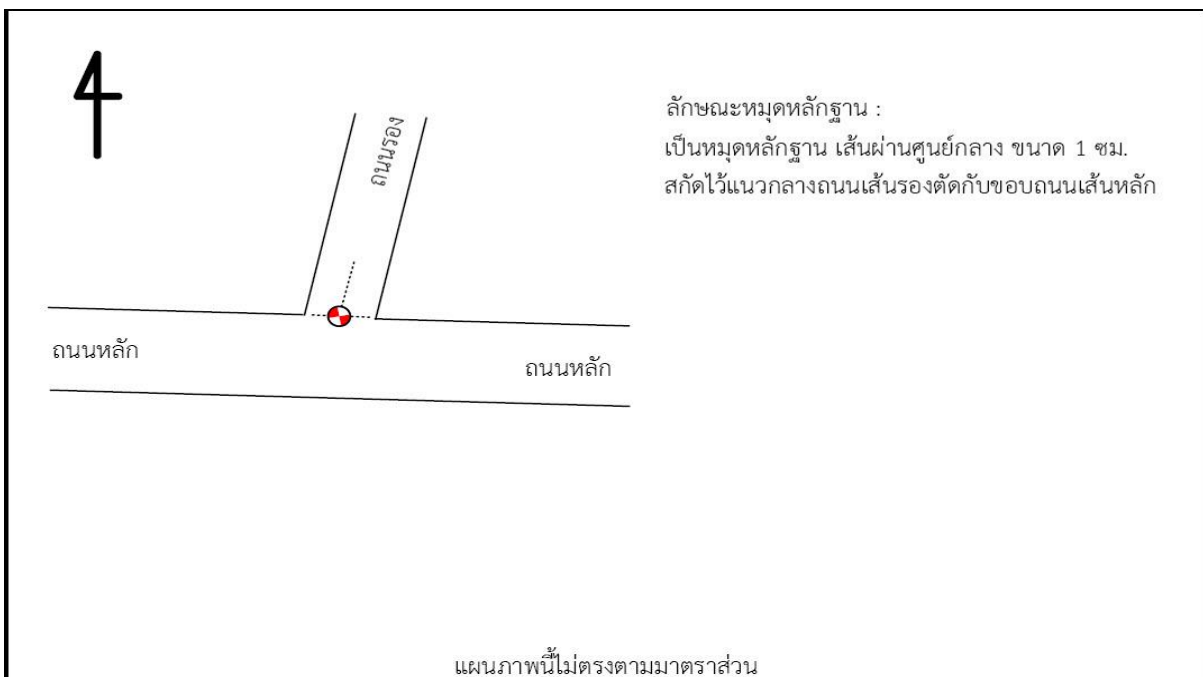 ลักษณะหมุดหลักฐาน :
เป็นหมุดหลักฐาน เส้นผ่านศูนย์กลาง ขนาด 1 ซม.
สกัดไว้แนวกลางถนนเส้นรองตัดกับขอบถนนเส้นหลัก
ถนนรอง
ถนนหลัก
ถนนหลัก
แผนภาพนี้ไม่ตรงตามมาตราส่วน